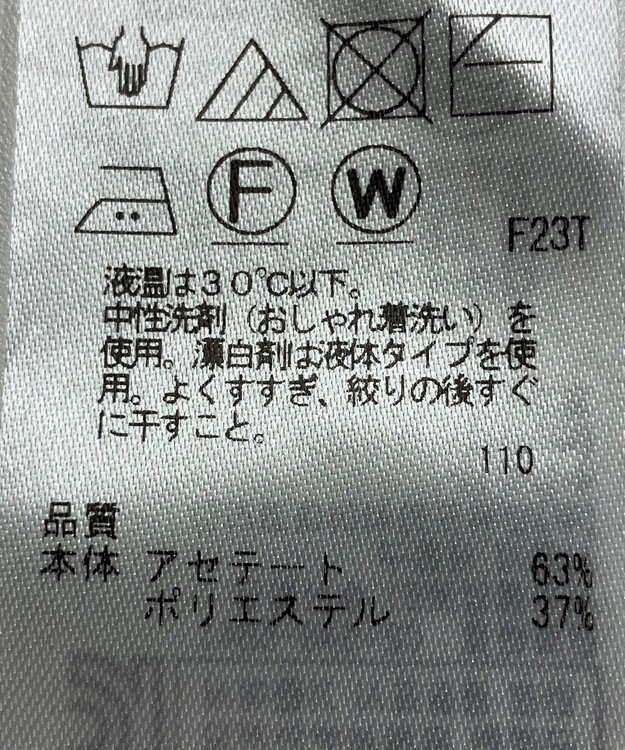 F
W
F23T
液温は30℃以下。
中性洗剤（おしゃれ着洗い）を
使用。漂白剤は液体タイプを使
用。よくすすぎ、絞りの後すぐ
に干すこと。
110
品質
本体 アセテート 63%
ポリエステル 37%